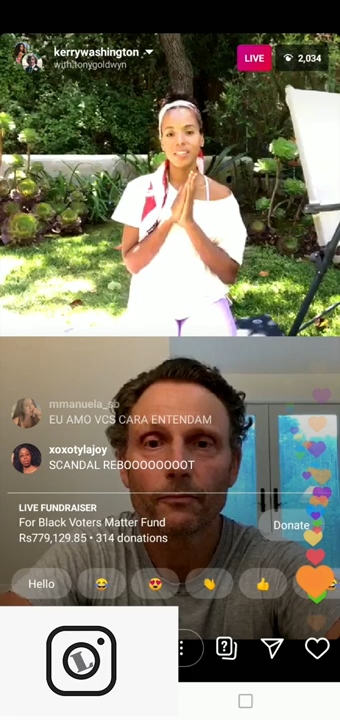 kerrywashington
with tonygoldwyn
LIVE
2,034
mmanuela_sb
EU AMO VCS CARA ENTENDAM
xoxotylajoy
SCANDAL REBOOOOOOOOT
LIVE FUNDRAISER
For Black Voters Matter Fund
Rs779,129.85 • 314 donations
Donate
Hello
L